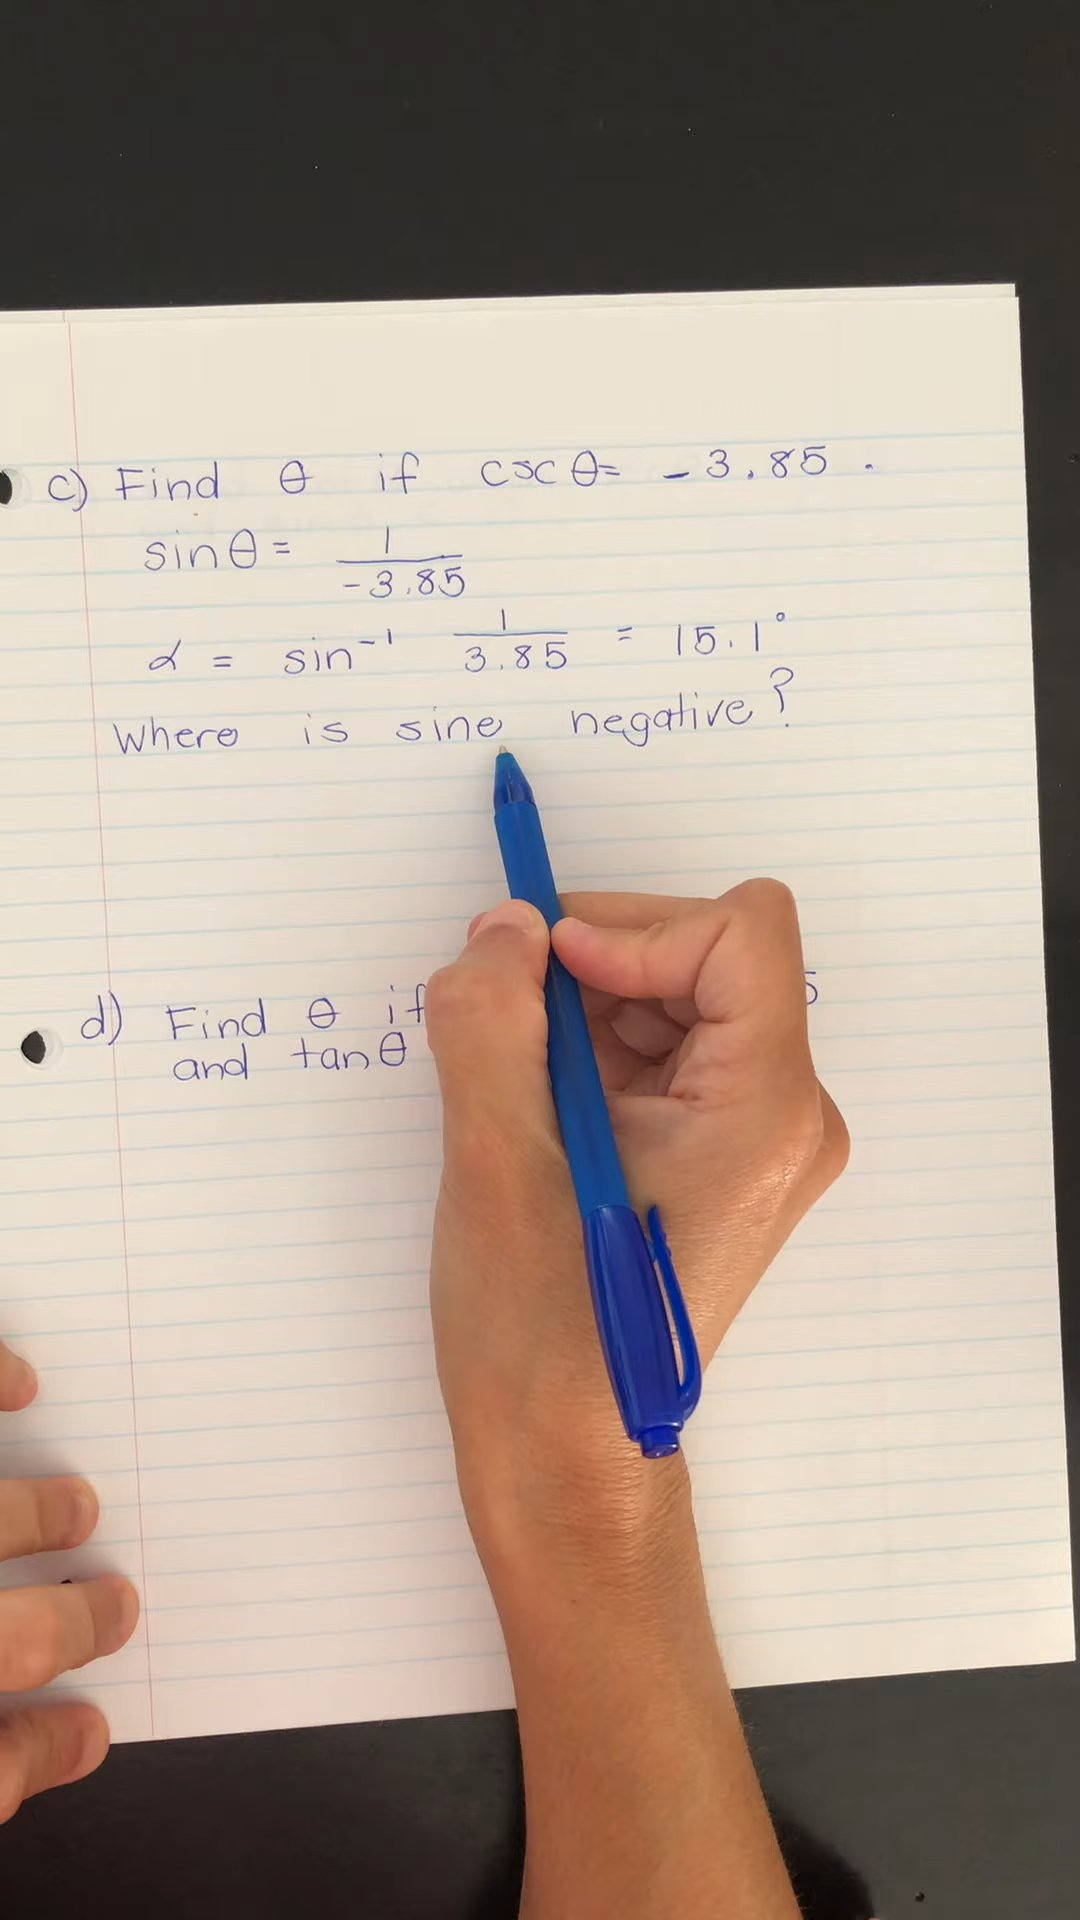 c) Find θ if csc θ = -3.85.
sin θ = 1/-3.85
α = sin⁻¹ 1/3.85 = 15.1°
Where is sine negative?
d) Find θ if 5
and tan θ